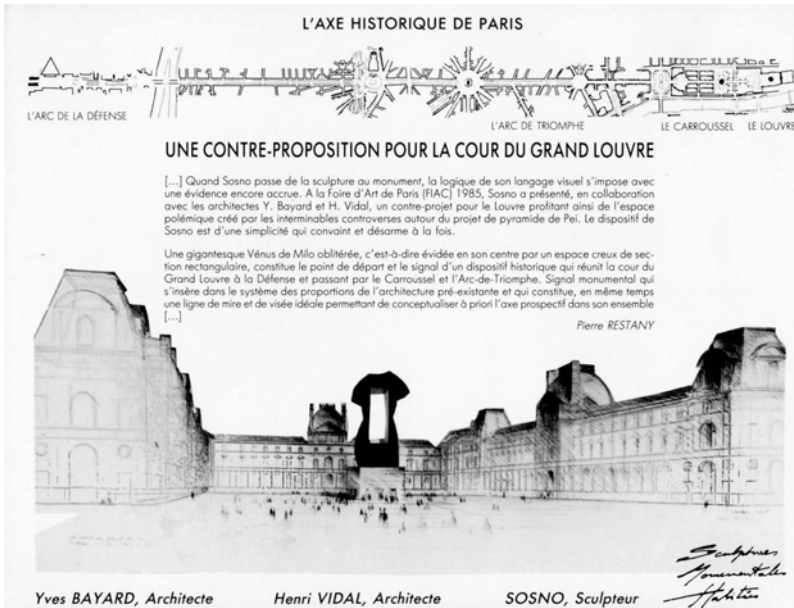 L'AXE HISTORIQUE DE PARIS
L'ARC DE LA DÉFENSE
L'ARC DE TRIOMPHE
LE CARROUSSEL
LE LOUVRE
UNE CONTRE-PROPOSITION POUR LA COUR DU GRAND LOUVRE
[...] Quand Sosno passe de la sculpture au monument, la logique de son langage visuel s'impose avec
une évidence encore accrue. A la Foire d'Art de Paris (FIAC) 1985, Sosno a présenté, en collaboration
avec les architectes Y. Bayard et H. Vidal, un contre-projet pour le Louvre profitant ainsi de l'espace
polémique créé par les interminables controverses autour du projet de pyramide de Pei. Le dispositif de
Sosno est d'une simplicité qui convaint et désarme à la fois.
Une gigantesque Vénus de Milo oblitérée, c'est-à-dire évidée en son centre par un espace creux de sec-
tion rectangulaire, constitue le point de départ et le signal d'un dispositif historique qui réunit la cour du
Grand Louvre à la Défense et passant par le Carroussel et l'Arc-de-Triomphe. Signal monumental qui
s'insère dans le système des proportions de l'architecture pré-existante et qui constitue, en même temps
une ligne de mire et de visée idéale permettant de conceptualiser à priori l'axe prospectif dans son ensemble
[...]
Pierre RESTANY
Sculptures
Monumentales
Habitées
Yves BAYARD, Architecte
Henri VIDAL, Architecte
SOSNO, Sculpteur